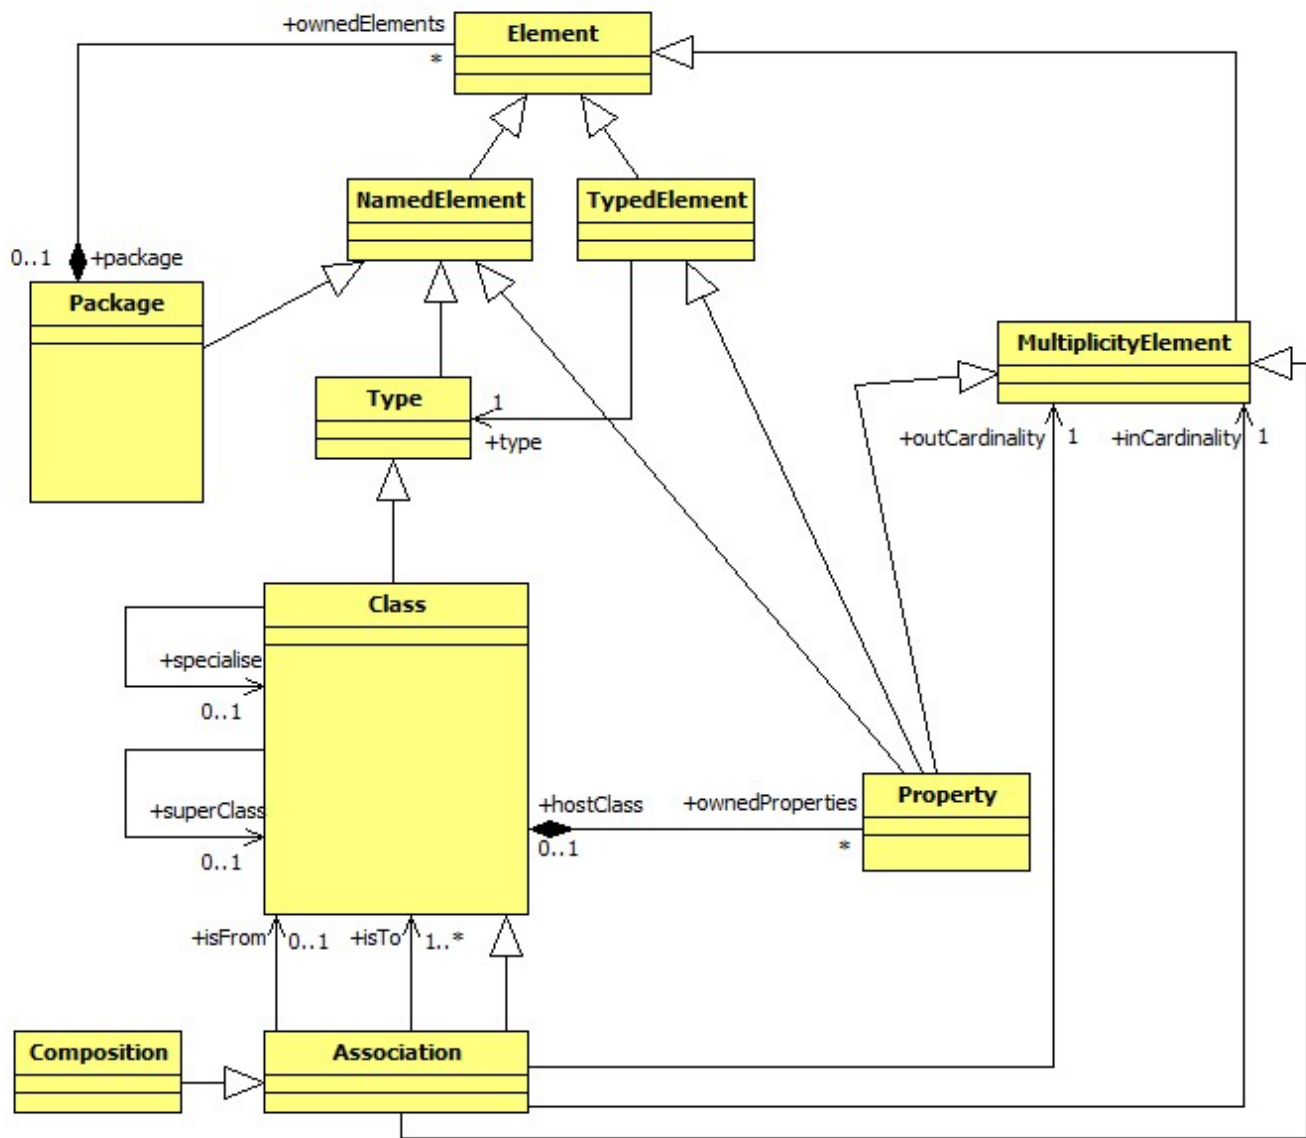 +ownedElements
Element
*
NamedElement
TypedElement
0..1
+package
Package
MultiplicityElement
Type
1
+type
+outCardinality
1
+inCardinality
1
Class
+specialise
0..1
+superClass
0..1
+hostClass
0..1
+ownedProperties
*
Property
+isFrom
0..1
+isTo
1..*
Composition
Association